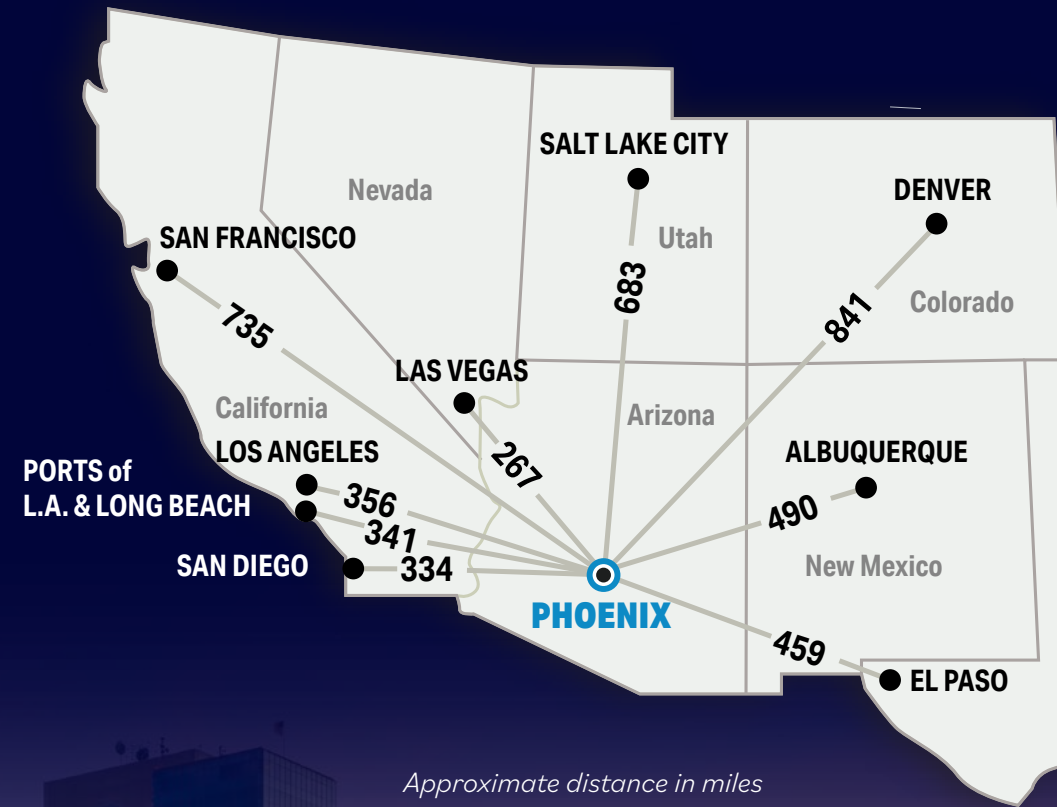 SALT LAKE CITY
Nevada
DENVER
SAN FRANCISCO
Utah
683
Colorado
735
841
LAS VEGAS
California
Arizona
LOS ANGELES
267
ALBUQUERQUE
PORTS of
L.A. & LONG BEACH
356
341
490
SAN DIEGO
334
New Mexico
PHOENIX
459
EL PASO
Approximate distance in miles